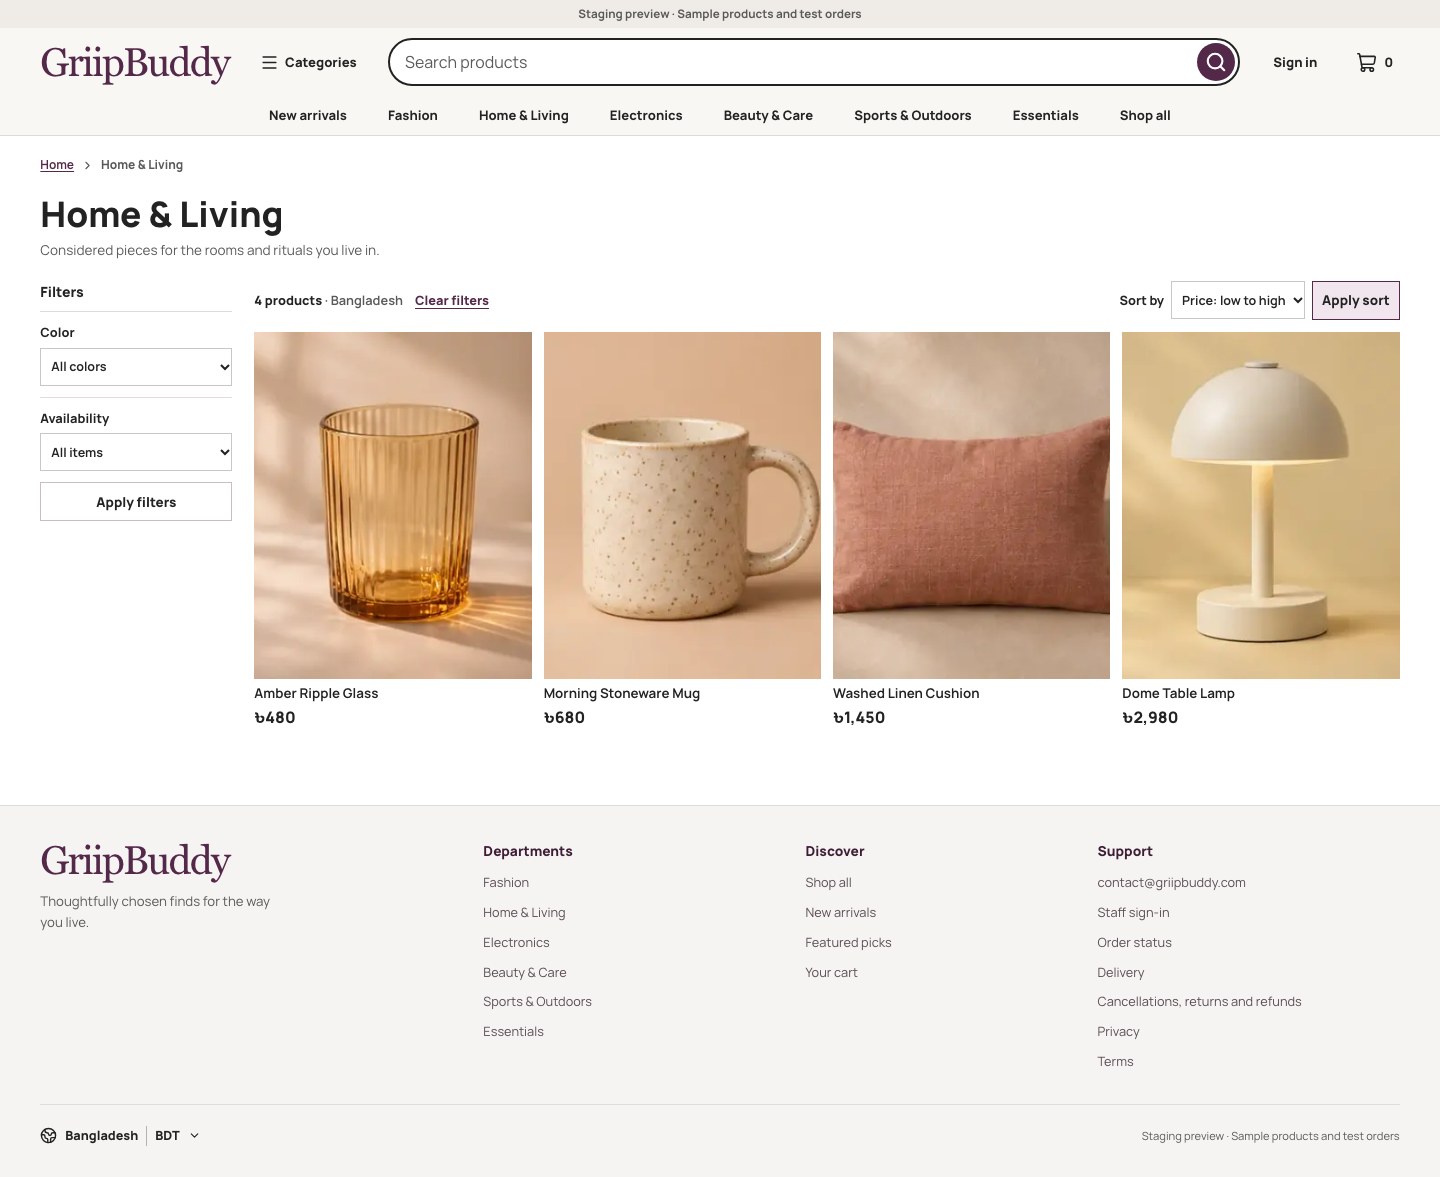 Staging preview · Sample products and test orders
GriipBuddy
Categories
Search products
Sign in
0
New arrivals
Fashion
Home & Living
Electronics
Beauty & Care
Sports & Outdoors
Essentials
Shop all
Home
Home & Living
Home & Living
Considered pieces for the rooms and rituals you live in.
Filters
Color
All colors
Availability
All items
Apply filters
4 products · Bangladesh Clear filters
Sort by
Price: low to high
Apply sort
Amber Ripple Glass
৳480
Morning Stoneware Mug
৳680
Washed Linen Cushion
৳1,450
Dome Table Lamp
৳2,980
GriipBuddy
Thoughtfully chosen finds for the way
you live.
Departments
Fashion
Home & Living
Electronics
Beauty & Care
Sports & Outdoors
Essentials
Discover
Shop all
New arrivals
Featured picks
Your cart
Support
contact@griipbuddy.com
Staff sign-in
Order status
Delivery
Cancellations, returns and refunds
Privacy
Terms
Bangladesh
BDT
Staging preview · Sample products and test orders